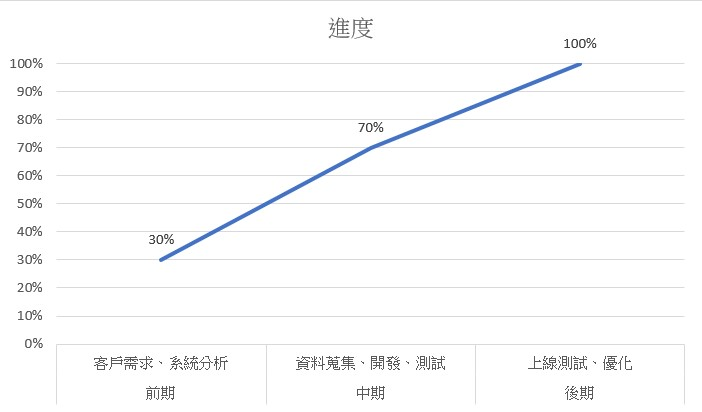 進度
100%
100%
90%
80%
70%
70%
60%
50%
40%
30%
30%
20%
10%
0%
客戶需求、系統分析
資料蒐集、開發、測試
上線測試、優化
前期
中期
後期